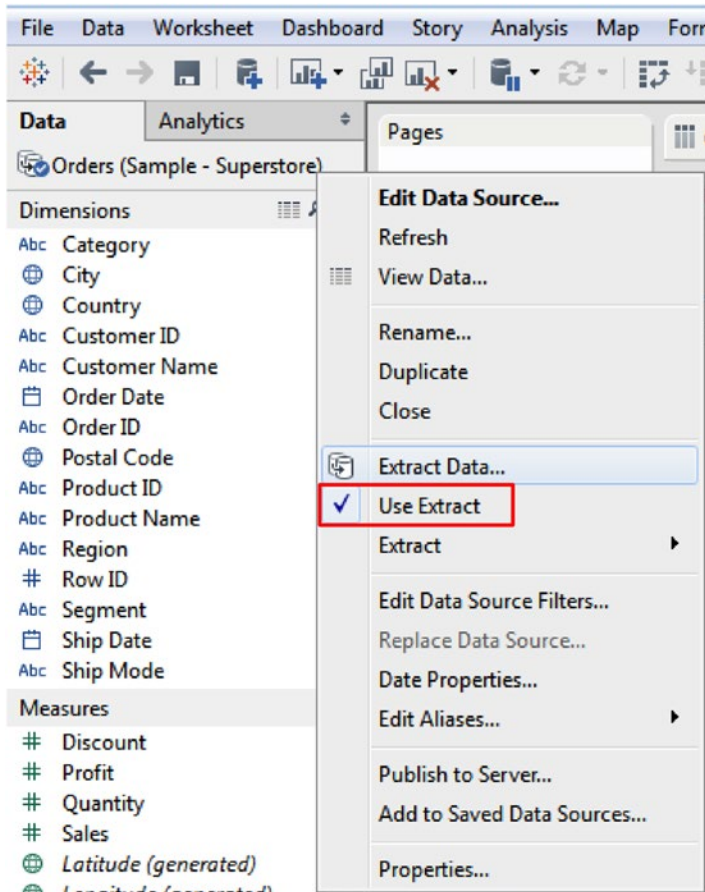 File Data Worksheet Dashboard Story Analysis Map
Data Analytics
Pages
Orders (Sample - Superstore)
Dimensions
Abc Category
City
Country
Abc Customer ID
Abc Customer Name
Order Date
Abc Order ID
Postal Code
Abc Product ID
Abc Product Name
Abc Region
# Row ID
Abc Segment
Ship Date
Abc Ship Mode
Measures
# Discount
# Profit
# Quantity
# Sales
Latitude (generated)
Edit Data Source...
Refresh
View Data...
Rename...
Duplicate
Close
Extract Data...
Use Extract
Extract
Edit Data Source Filters...
Replace Data Source...
Date Properties...
Edit Aliases...
Publish to Server...
Add to Saved Data Sources...
Properties...